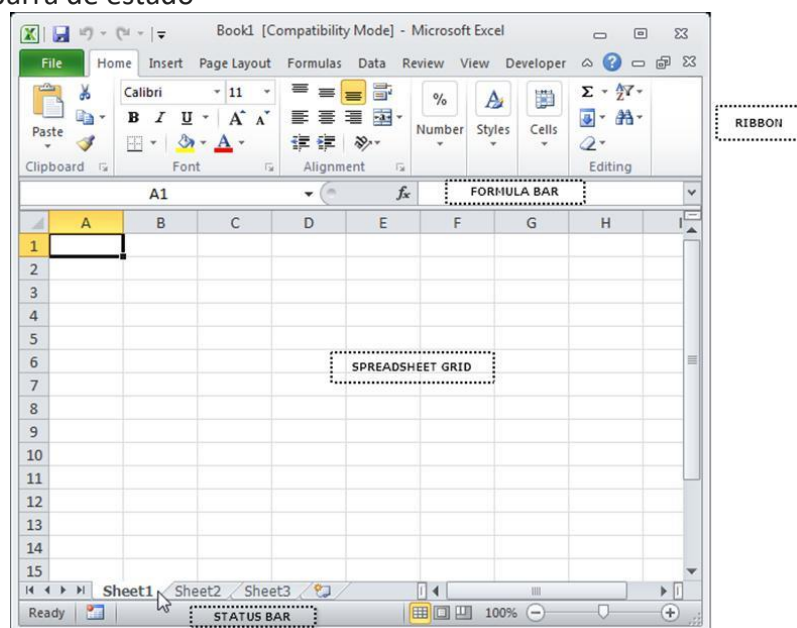 barra de estado
Book1 [Compatibility Mode] - Microsoft Excel
File Home Insert Page Layout Formulas Data Review View Developer
Calibri 11
Paste B I U A A A % Number Styles Cells Σ
Clipboard Font Alignment Editing
RIBBON
A1 fx FORMULA BAR
A B C D E F G H I
1
2
3
4
5
6 SPREADSHEET GRID
7
8
9
10
11
12
13
14
15
Sheet1 Sheet2 Sheet3
Ready STATUS BAR 100%